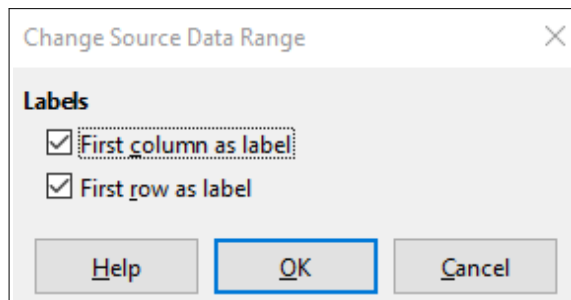 Change Source Data Range
Labels
First column as label
First row as label
Help OK Cancel